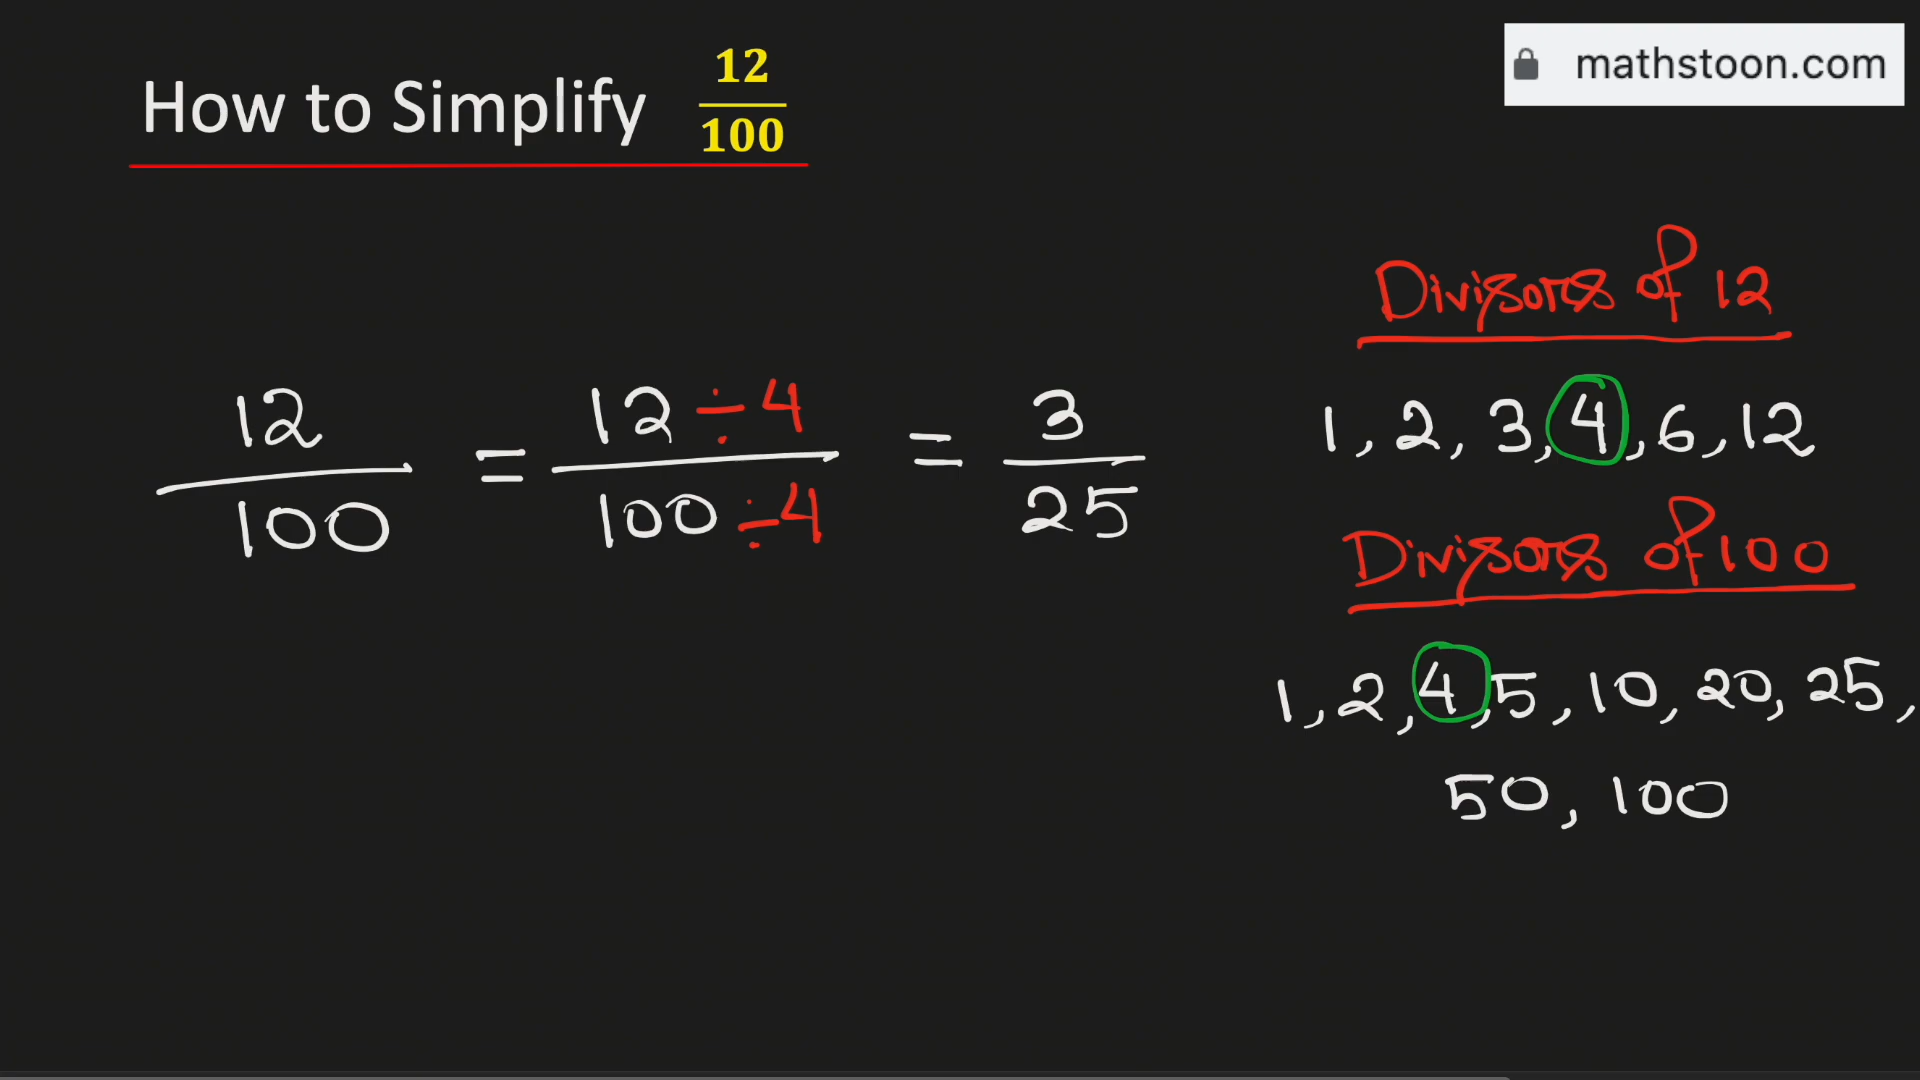 How to Simplify 12/100
mathstoon.com
12/100 = 12÷4/100÷4 = 3/25
Divisors of 12
1, 2, 3, 4, 6, 12
Divisors of 100
1, 2, 4, 5, 10, 20, 25,
50, 100